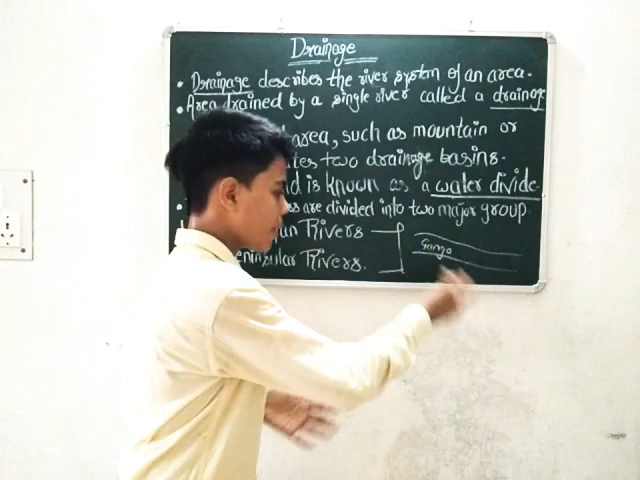 Drainage
• Drainage describes the river system of an area.
• Area drained by a single river called a drainage
area, such as mountain or
tes two drainage basins.
d is known as a water divide.
are divided into two major group
an Rivers
eninsular Rivers.
Ganga